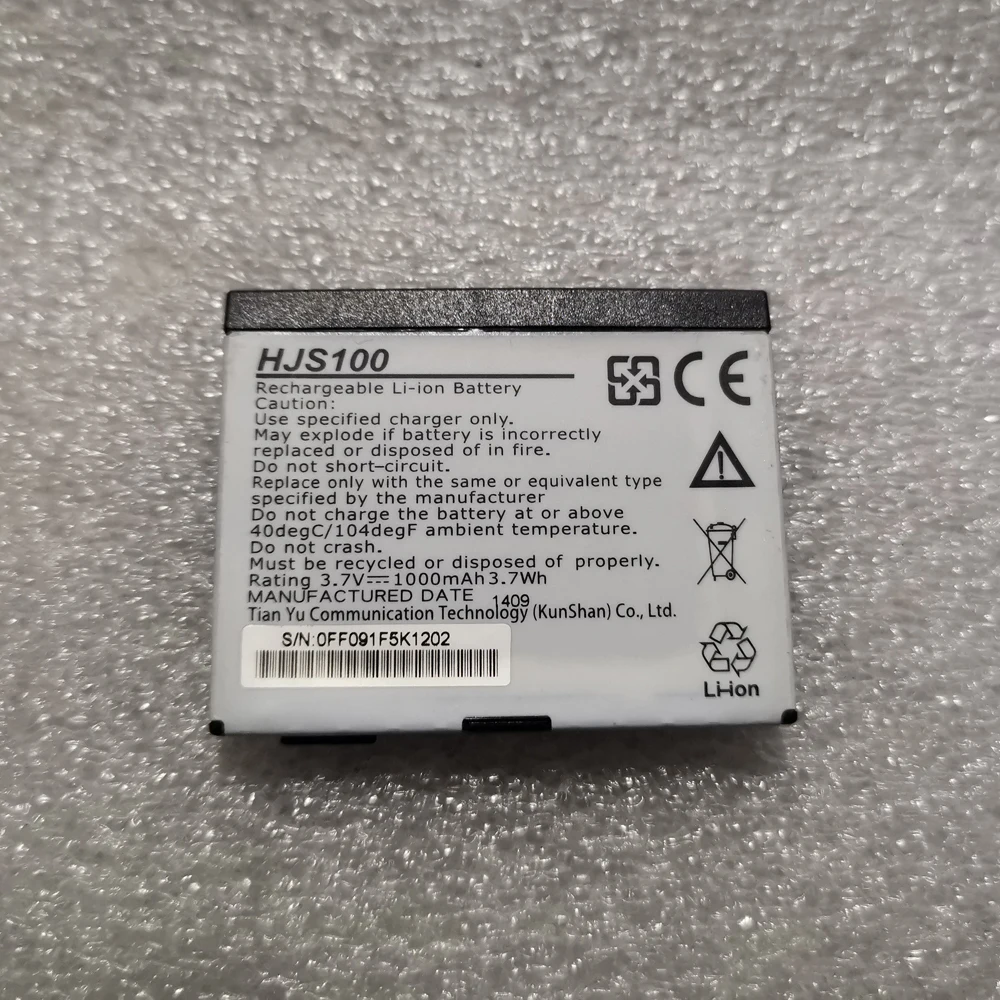 HJS100
Rechargeable Li-ion Battery
Caution:
Use specified charger only.
May explode if battery is incorrectly
replaced or disposed of in fire.
Do not short-circuit.
Replace only with the same or equivalent type
specified by the manufacturer
Do not charge the battery at or above
40degC/104degF ambient temperature.
Do not crash.
Must be recycled or disposed of properly.
Rating 3.7V⎓1000mAh 3.7Wh
MANUFACTURED DATE 1409
Tian Yu Communication Technology (KunShan) Co., Ltd.
S/N:0FF091F5K1202
CE
Li-ion